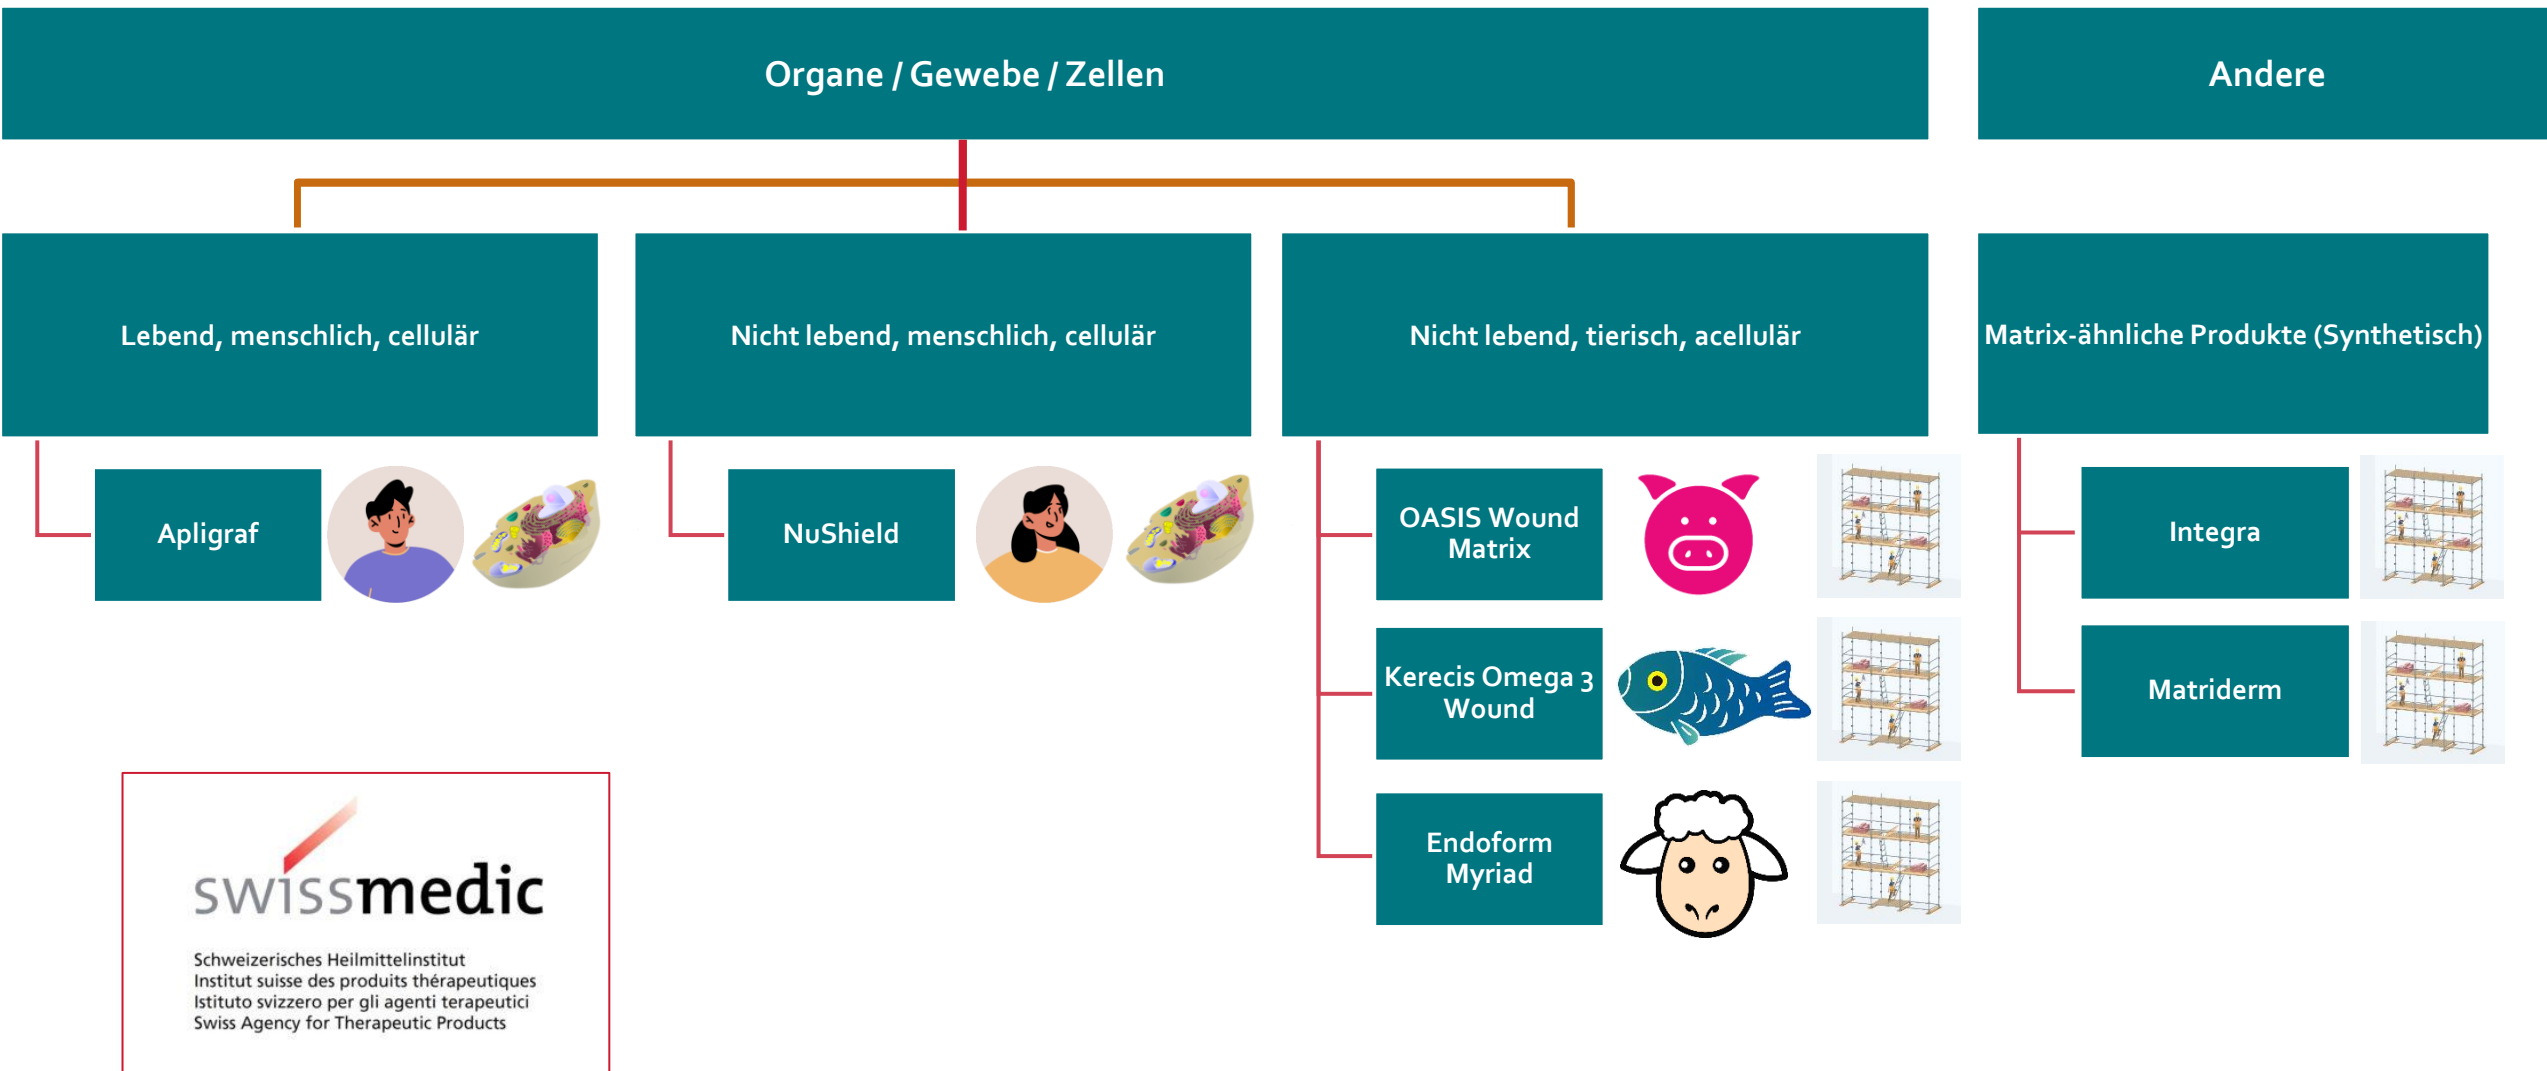 Organe / Gewebe / Zellen
Andere
Lebend, menschlich, cellulär
Nicht lebend, menschlich, cellulär
Nicht lebend, tierisch, acellulär
Matrix-ähnliche Produkte (Synthetisch)
Apligraf
NuShield
OASIS Wound
Matrix
Kerecis Omega 3
Wound
Endoform
Myriad
Integra
Matriderm
swissmedic
Schweizerisches Heilmittelinstitut
Institut suisse des produits thérapeutiques
Istituto svizzero per gli agenti terapeutici
Swiss Agency for Therapeutic Products